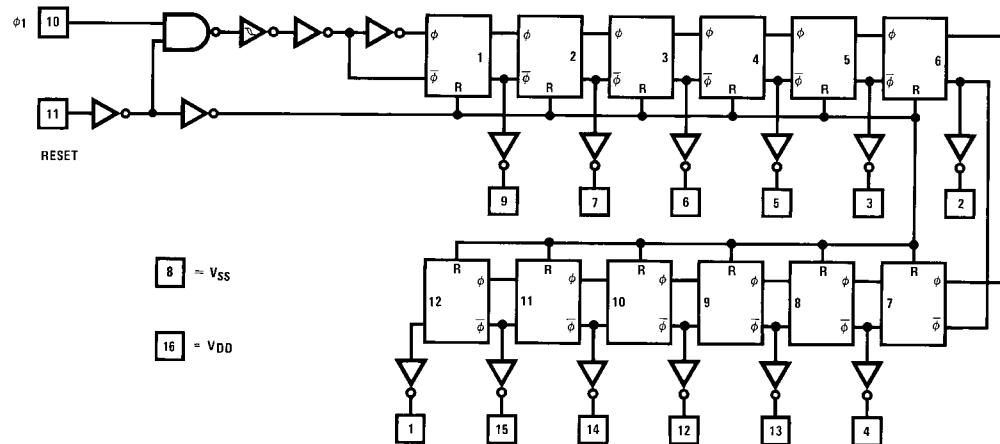 ϕ1 10
ϕ ϕ̅ R 1
2 R
3 R
4 R
5 R
6 R
11
RESET
9 7 6 5 3 2
8 = VSS
16 = VDD
R 12
R 11
R 10
R 9
R 8
R 7
ϕ ϕ ϕ ϕ ϕ ϕ
ϕ̅ ϕ̅ ϕ̅ ϕ̅ ϕ̅ ϕ̅
1 15 14 12 13 4